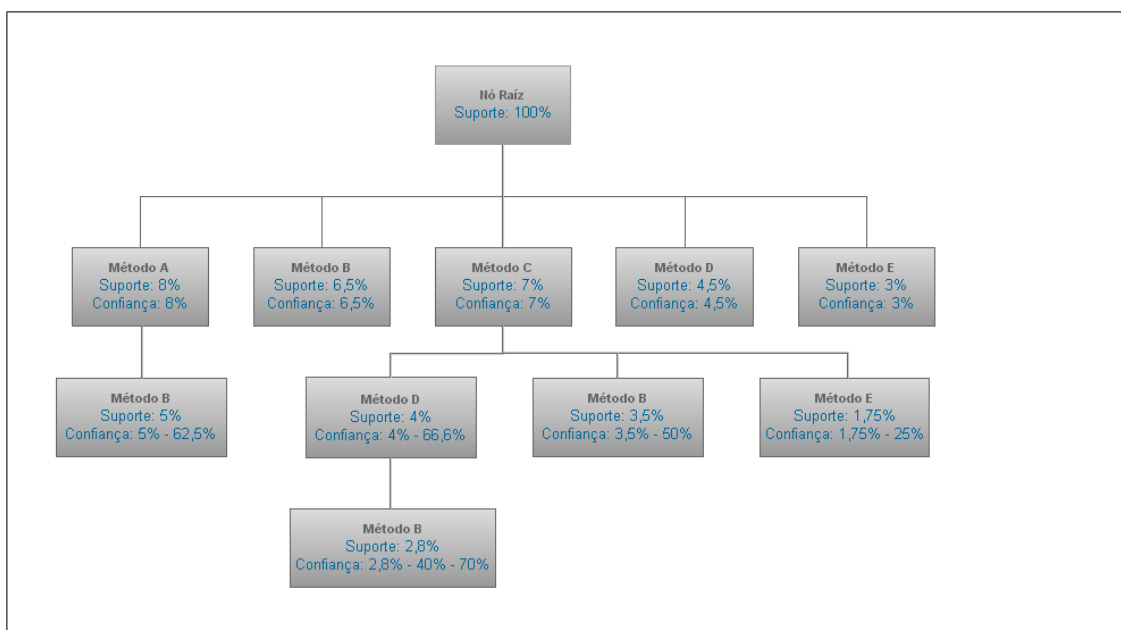 Nó Raíz
Suporte: 100%
Método A
Suporte: 8%
Confiança: 8%
Método B
Suporte: 6,5%
Confiança: 6,5%
Método C
Suporte: 7%
Confiança: 7%
Método D
Suporte: 4,5%
Confiança: 4,5%
Método E
Suporte: 3%
Confiança: 3%
Método B
Suporte: 5%
Confiança: 5% - 62,5%
Método D
Suporte: 4%
Confiança: 4% - 66,6%
Método B
Suporte: 3,5%
Confiança: 3,5% - 50%
Método E
Suporte: 1,75%
Confiança: 1,75% - 25%
Método B
Suporte: 2,8%
Confiança: 2,8% - 40% - 70%